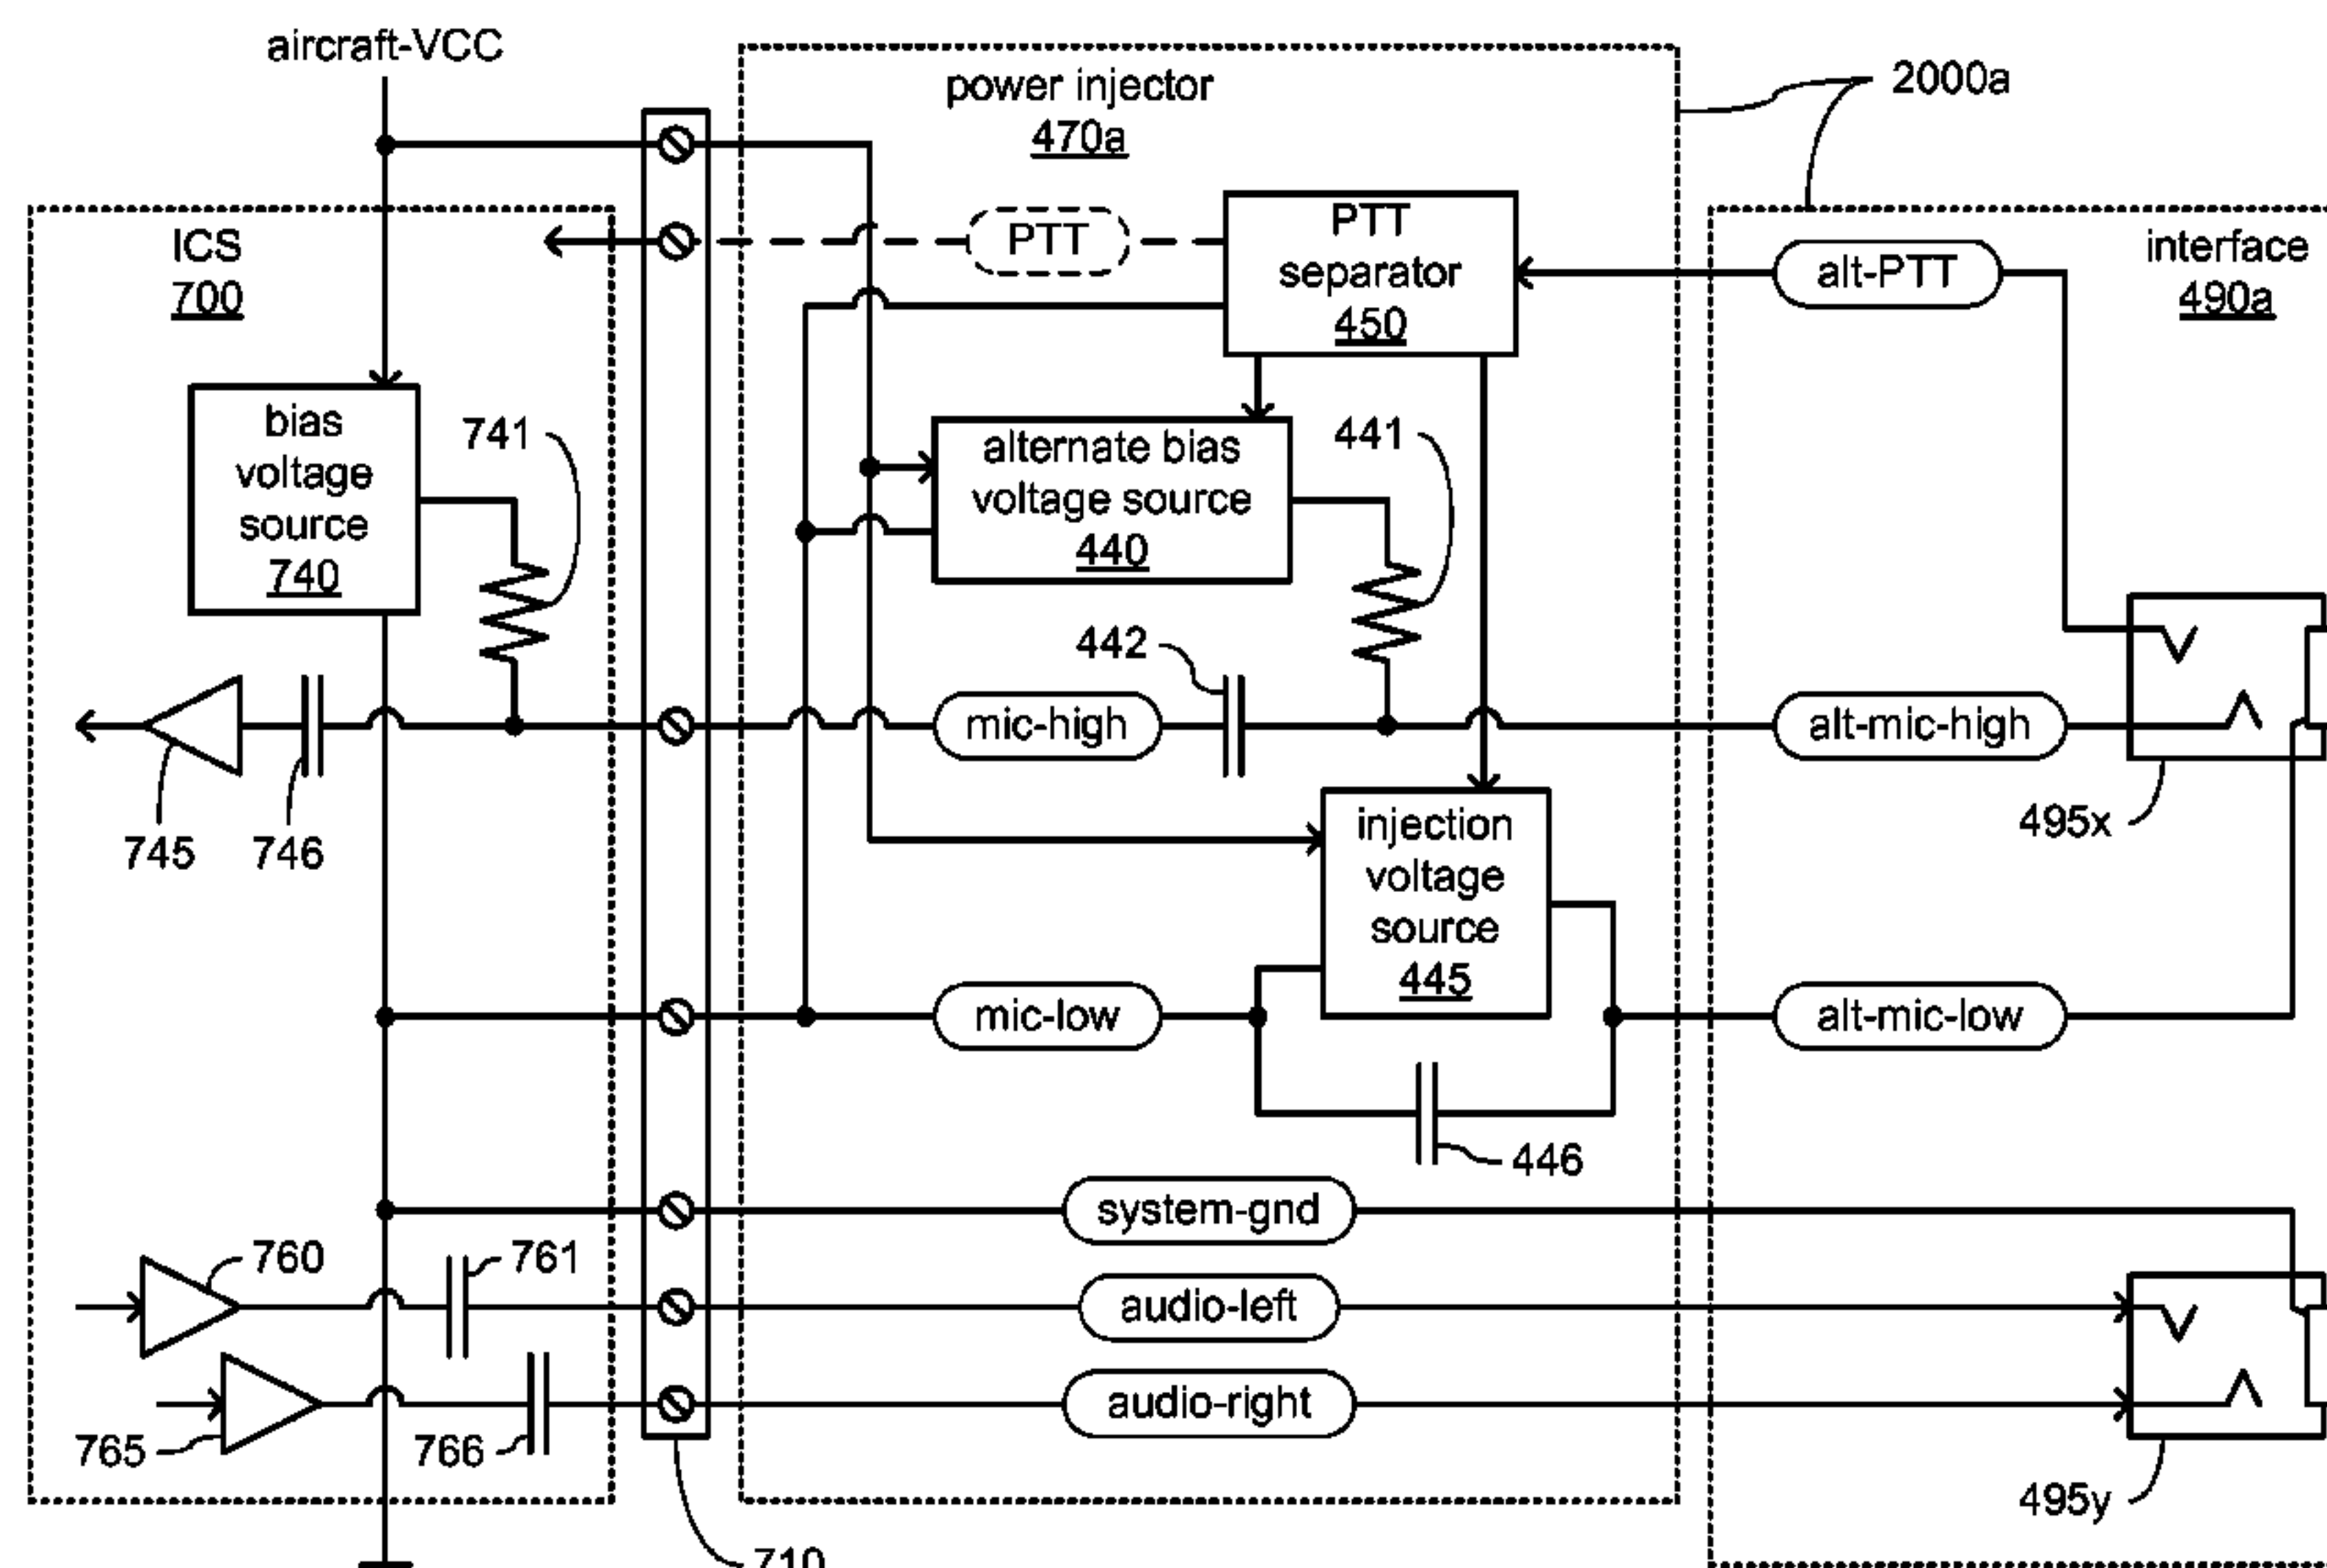 aircraft-VCC
power injector
470a
2000a
ICS
700
PTT
PTT
separator
450
alt-PTT
interface
490a
bias
voltage
source
740
741
alternate bias
voltage source
440
441
442
mic-high
alt-mic-high
495x
745
746
injection
voltage
source
445
mic-low
alt-mic-low
446
system-gnd
760
761
audio-left
audio-right
765
766
495y
710